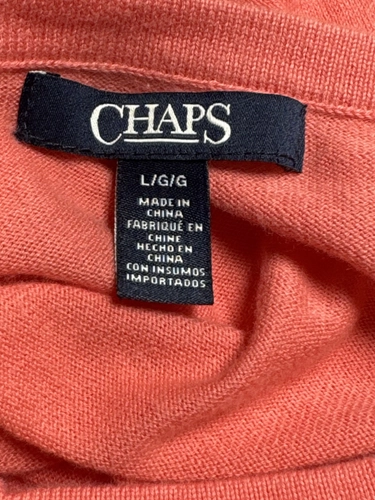 CHAPS
L/G/G
MADE IN
CHINA
FABRIQUÉ EN
CHINE
HECHO EN
CHINA
CON INSUMOS
IMPORTADOS